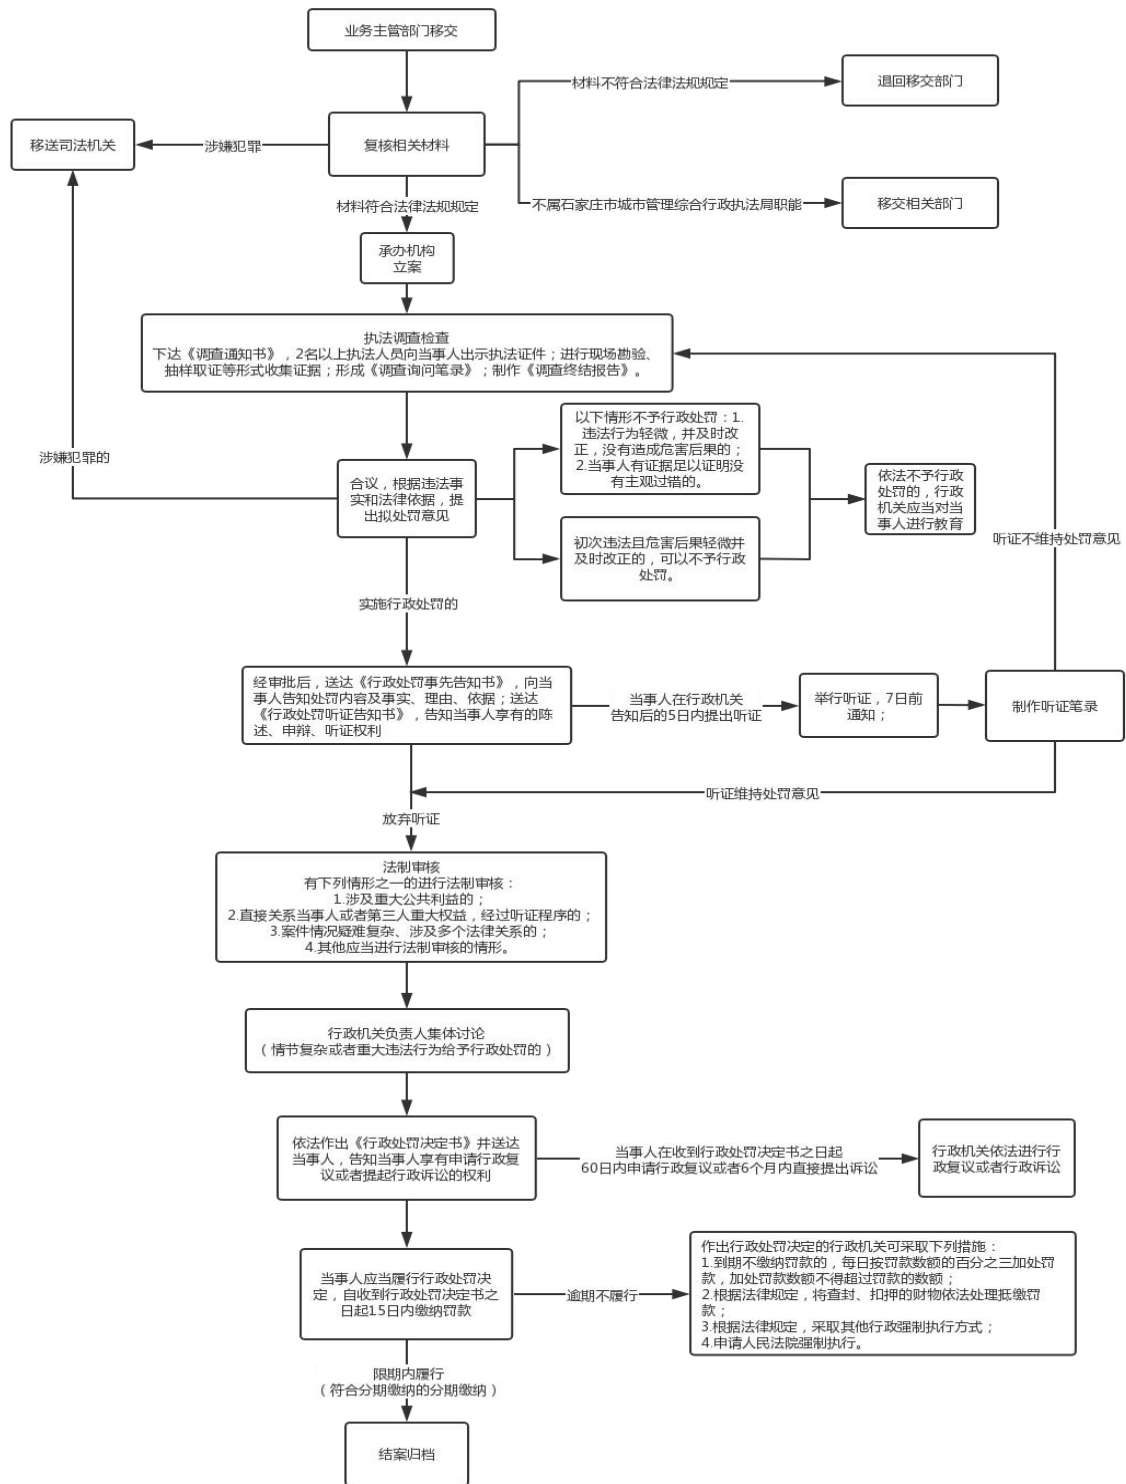 业务主管部门移交
材料不符合法律法规规定
退回移交部门
移送司法机关
涉嫌犯罪
复核相关材料
不属石家庄市城市管理综合行政执法局职能
移交相关部门
材料符合法律法规规定
承办机构
立案
执法调查检查
下达《调查通知书》，2名以上执法人员向当事人出示执法证件；进行现场勘验、
抽样取证等形式收集证据；形成《调查询问笔录》；制作《调查终结报告》。
涉嫌犯罪的
合议，根据违法事
实和法律依据，提
出拟处罚意见
以下情形不予行政处罚：1.
违法行为轻微，并及时改
正，没有造成危害后果的；
2.当事人有证据足以证明没
有主观过错的。
初次违法且危害后果轻微并
及时改正的，可以不予行政
处罚。
依法不予行政
处罚的，行政
机关应当对当
事人进行教育
听证不维持处罚意见
实施行政处罚的
经审批后，送达《行政处罚事先告知书》，向当
事人告知处罚内容及事实、理由、依据；送达
《行政处罚听证告知书》，告知当事人享有的陈
述、申辩、听证权利
当事人在行政机关
告知后的5日内提出听证
举行听证，7日前
通知；
制作听证笔录
听证维持处罚意见
放弃听证
法制审核
有下列情形之一的进行法制审核：
1.涉及重大公共利益的；
2.直接关系当事人或者第三人重大权益，经过听证程序的；
3.案件情况疑难复杂、涉及多个法律关系的；
4.其他应当进行法制审核的情形。
行政机关负责人集体讨论
（情节复杂或者重大违法行为给予行政处罚的）
依法作出《行政处罚决定书》并送达
当事人，告知当事人享有申请行政复
议或者提起行政诉讼的权利
当事人在收到行政处罚决定书之日起
60日内申请行政复议或者6个月内直接提出诉讼
行政机关依法进行行
政复议或者行政诉讼
当事人应当履行行政处罚决
定，自收到行政处罚决定书之
日起15日内缴纳罚款
逾期不履行
作出行政处罚决定的行政机关可采取下列措施：
1.到期不缴纳罚款的，每日按罚款数额的百分之三加处罚
款，加处罚款数额不得超过罚款的数额；
2.根据法律规定，将查封、扣押的财物依法处理抵缴罚
款；
3.根据法律规定，采取其他行政强制执行方式；
4.申请人民法院强制执行。
限期内履行
（符合分期缴纳的分期缴纳）
结案归档